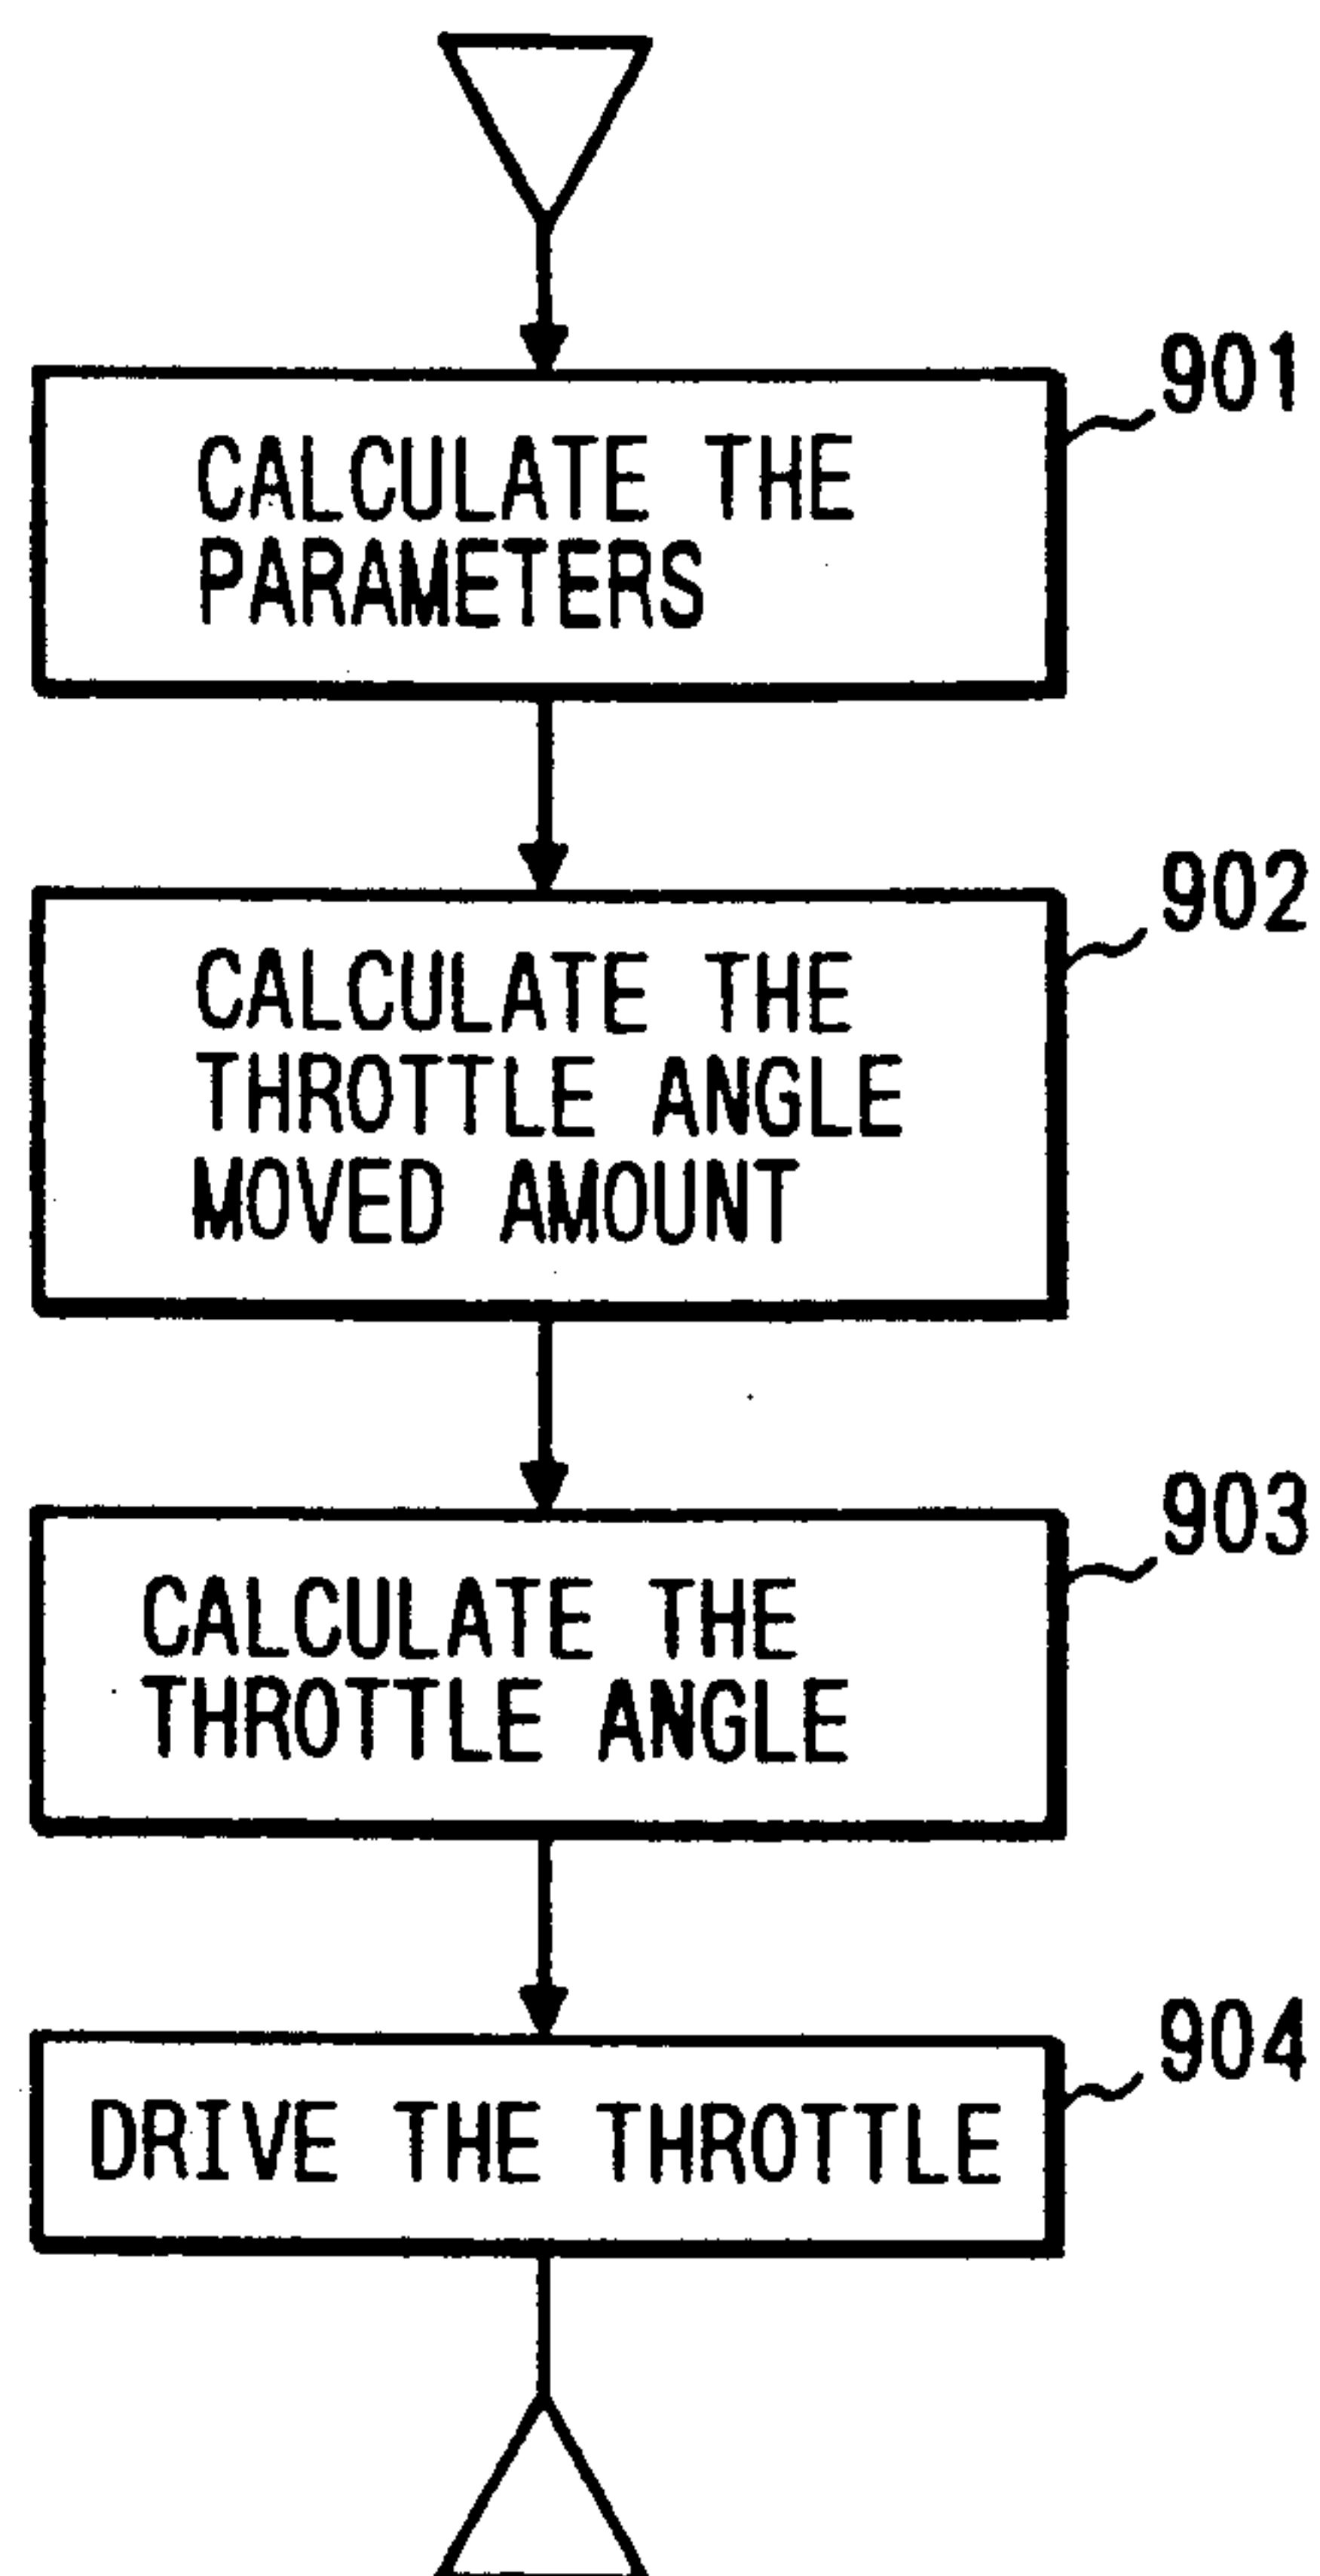 901
CALCULATE THE
PARAMETERS
902
CALCULATE THE
THROTTLE ANGLE
MOVED AMOUNT
903
CALCULATE THE
THROTTLE ANGLE
904
DRIVE THE THROTTLE